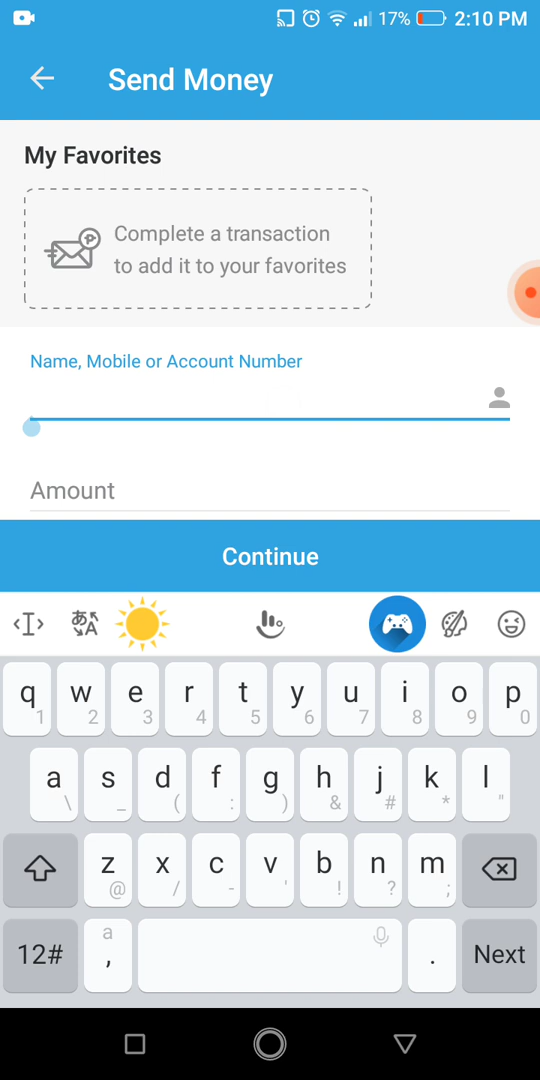 17% 2:10 PM
Send Money
My Favorites
Complete a transaction
to add it to your favorites
Name, Mobile or Account Number
Amount
Continue
q w e r t y u i o p
1 2 3 4 5 6 7 8 9 0
a s d f g h j k l
\ _ ( : ) & # * "
z x c v b n m
@ / - ' ! ? ;
12# a , . Next